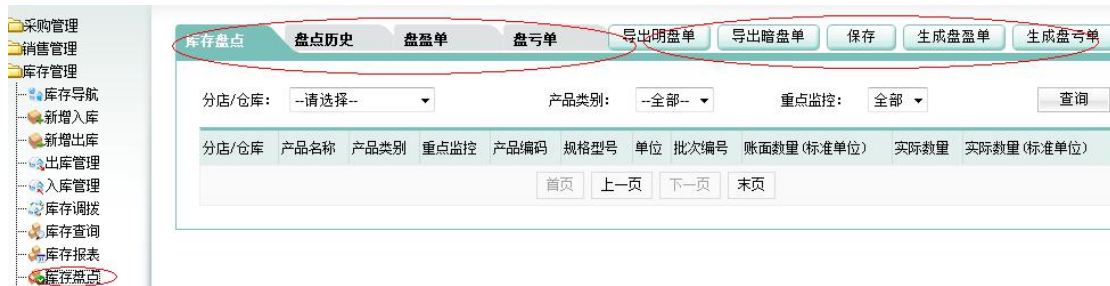 采购管理
销售管理
库存管理
库存导航
新增入库
新增出库
出库管理
入库管理
库存调拨
库存查询
库存报表
库存盘点
库存盘点 盘点历史 盘盈单 盘亏单 导出明盘单 导出暗盘单 保存 生成盘盈单 生成盘亏单
分店/仓库: --请选择-- 产品类别: --全部-- 重点监控: 全部 查询
分店/仓库 产品名称 产品类别 重点监控 产品编码 规格型号 单位 批次编号 账面数量(标准单位) 实际数量 实际数量(标准单位)
首页 上一页 下一页 末页